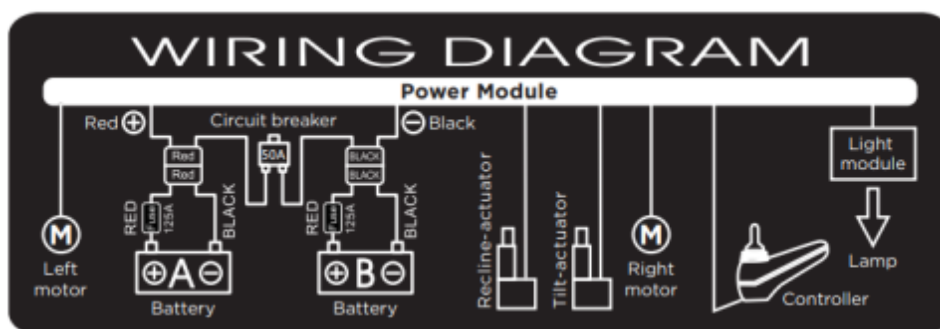 WIRING DIAGRAM
Power Module
Red +
Circuit breaker
− Black
50A
Red
Red
BLACK
BLACK
RED
Fuse
125A
BLACK
RED
Fuse
125A
BLACK
+ A −
Battery
+ B −
Battery
M
Left
motor
Recline-actuator
Tilt-actuator
M
Right
motor
Controller
Light
module
Lamp